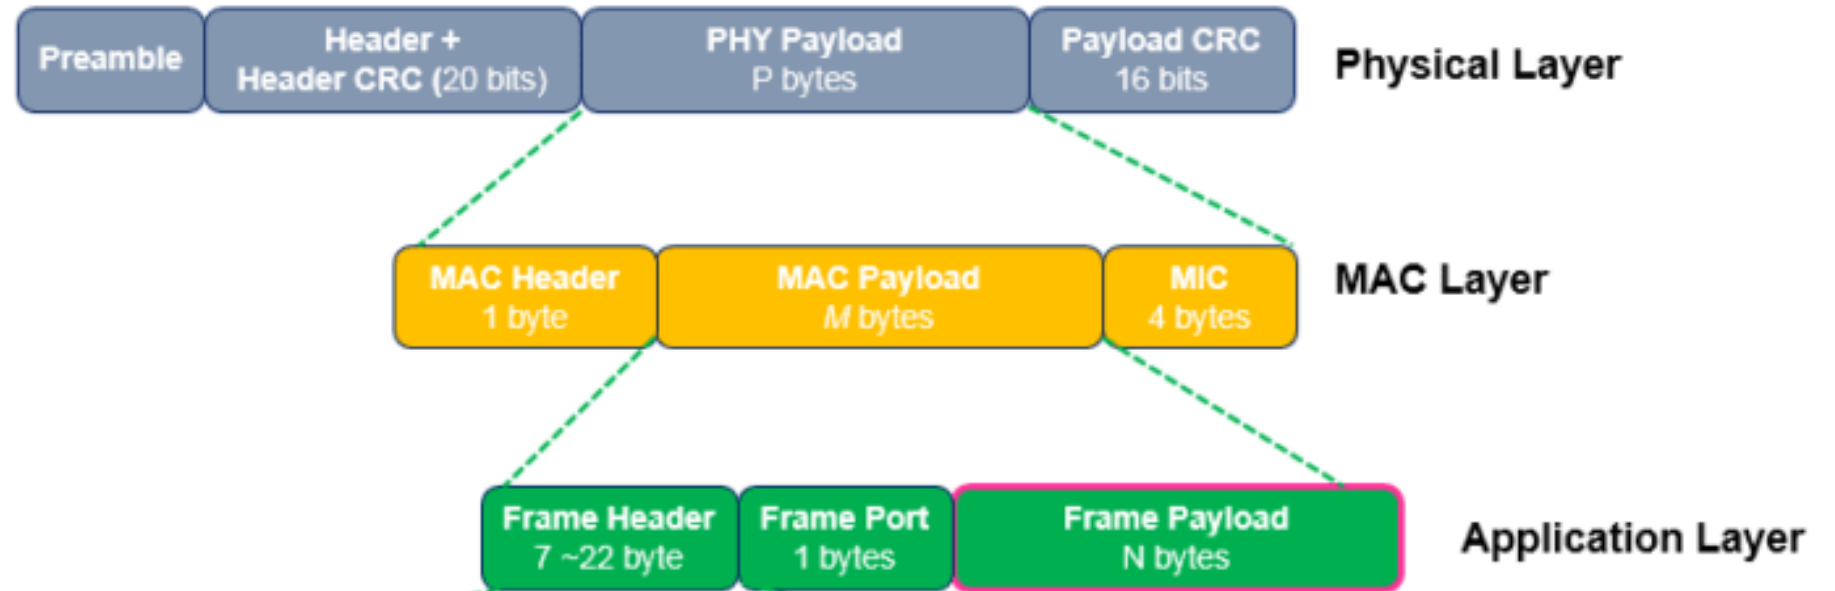 Preamble
Header +
Header CRC (20 bits)
PHY Payload
P bytes
Payload CRC
16 bits
Physical Layer
MAC Header
1 byte
MAC Payload
M bytes
MIC
4 bytes
MAC Layer
Frame Header
7 ~22 byte
Frame Port
1 bytes
Frame Payload
N bytes
Application Layer